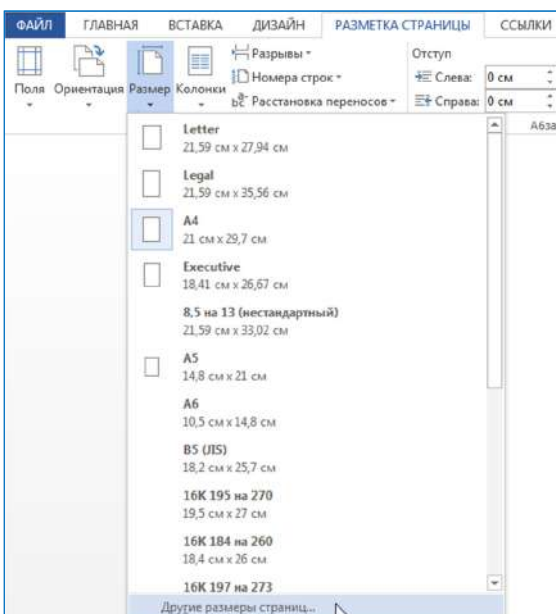 ФАЙЛ ГЛАВНАЯ ВСТАВКА ДИЗАЙН РАЗМЕТКА СТРАНИЦЫ ССЫЛКИ
Поля Ориентация Размер Колонки
Разрывы
Номера строк
Расстановка переносов
Отступ
Слева: 0 см
Справа: 0 см
Абза
Letter
21,59 см x 27,94 см
Legal
21,59 см x 35,56 см
A4
21 см x 29,7 см
Executive
18,41 см x 26,67 см
8,5 на 13 (нестандартный)
21,59 см x 33,02 см
A5
14,8 см x 21 см
A6
10,5 см x 14,8 см
B5 (JIS)
18,2 см x 25,7 см
16K 195 на 270
19,5 см x 27 см
16K 184 на 260
18,4 см x 26 см
16K 197 на 273
Другие размеры страниц...